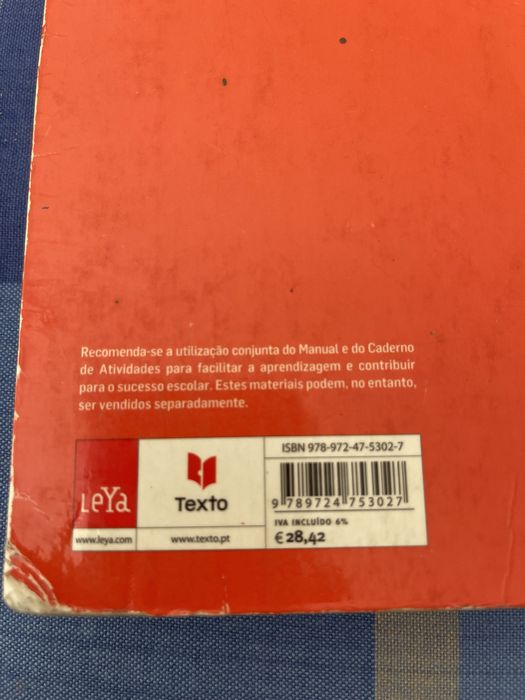 Recomenda-se a utilização conjunta do Manual e do Caderno
de Atividades para facilitar a aprendizagem e contribuir
para o sucesso escolar. Estes materiais podem, no entanto,
ser vendidos separadamente.
LeYa
www.leya.com
Texto
www.texto.pt
ISBN 978-972-47-5302-7
9 789724 753027
IVA INCLUÍDO 6%
€ 28,42